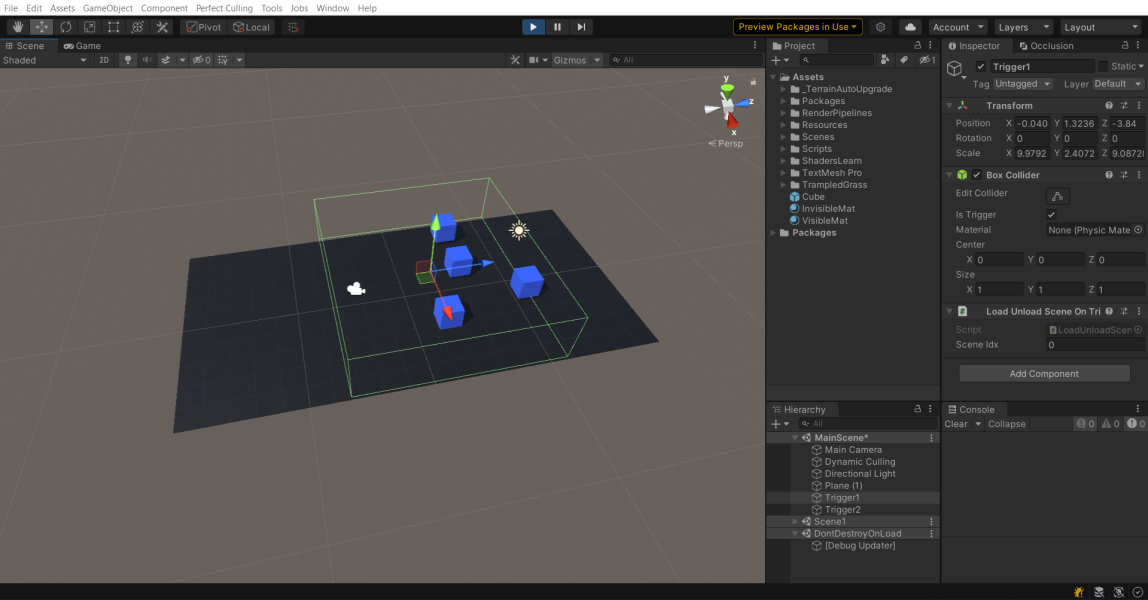 File Edit Assets GameObject Component Perfect Culling Tools Jobs Window Help
Pivot Local Preview Packages in Use Account Layers Layout
Scene Game
Shaded 2D 0 Gizmos All
y
z
x
Persp
Project
1
Assets
_TerrainAutoUpgrade
Packages
RenderPipelines
Resources
Scenes
Scripts
ShadersLearn
TextMesh Pro
TrampledGrass
Cube
InvisibleMat
VisibleMat
Packages
Inspector Occlusion
Trigger1 Static
Tag Untagged Layer Default
Transform
Position X -0.040 Y 1.3236 Z -3.84
Rotation X 0 Y 0 Z 0
Scale X 9.9792 Y 2.4072 Z 9.0872
Box Collider
Edit Collider
Is Trigger
Material None (Physic Mate
Center
X 0 Y 0 Z 0
Size
X 1 Y 1 Z 1
Load Unload Scene On Tri
Script LoadUnloadScen
Scene Idx 0
Add Component
Hierarchy
All
MainScene*
Main Camera
Dynamic Culling
Directional Light
Plane (1)
Trigger1
Trigger2
Scene1
DontDestroyOnLoad
[Debug Updater]
Console
Clear Collapse 0 0 0